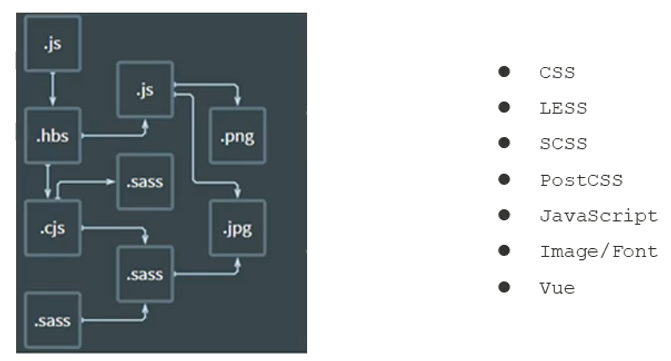 .js
.js
.hbs
.png
.sass
.cjs
.jpg
.sass
.sass
CSS
LESS
SCSS
PostCSS
JavaScript
Image/Font
Vue